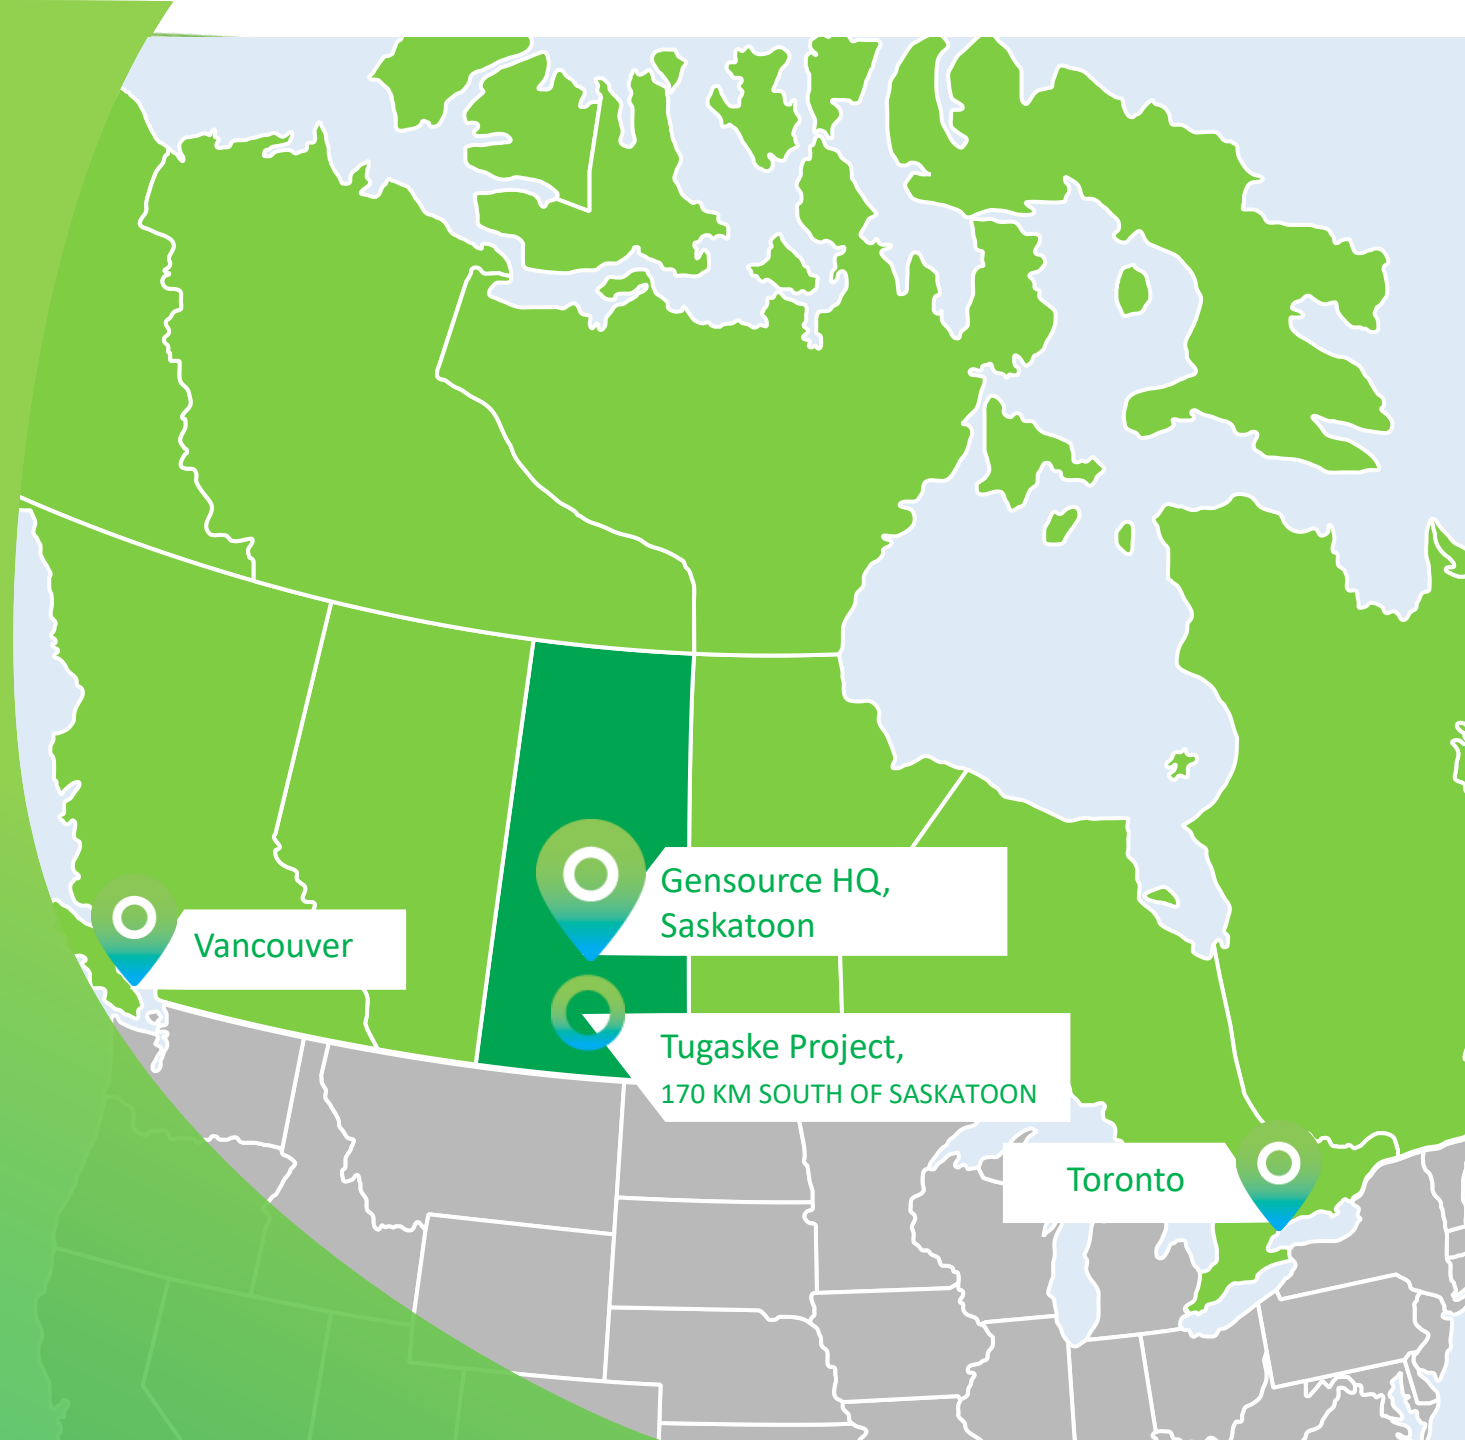 Gensource HQ,
Saskatoon
Vancouver
Tugaske Project,
170 KM SOUTH OF SASKATOON
Toronto